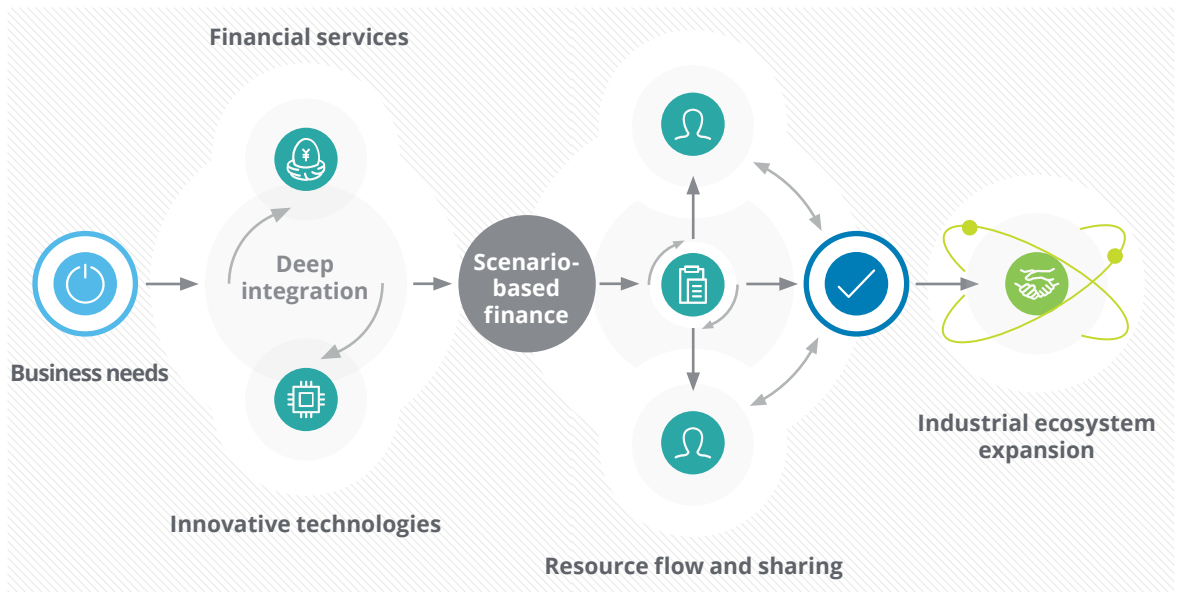 Financial services
Deep
integration
Scenario-
based
finance
Business needs
Innovative technologies
Resource flow and sharing
Industrial ecosystem
expansion
¥